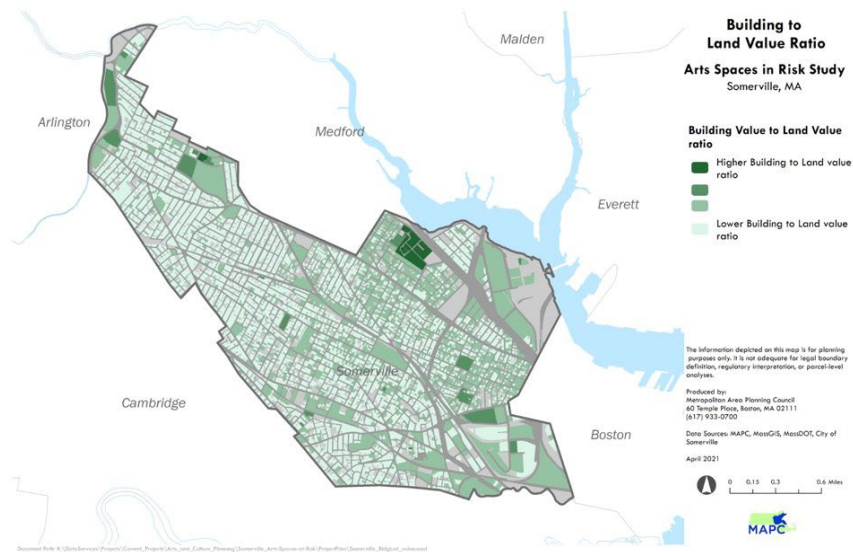 Building to
Land Value Ratio
Arts Spaces in Risk Study
Somerville, MA
Malden
Arlington
Medford
Everett
Somerville
Cambridge
Boston
Building Value to Land Value
ratio
Higher Building to Land value
ratio
Lower Building to Land value
ratio
The information depicted on this map is for planning
purposes only. It is not adequate for legal boundary
definition, regulatory interpretation, or parcel-level
analyses.
Produced by:
Metropolitan Area Planning Council
60 Temple Place, Boston, MA 02111
(617) 933-0700
Data Sources: MAPC, MassGIS, MassDOT, City of
Somerville
April 2021
0 0.15 0.3 0.6 Miles
MAPC